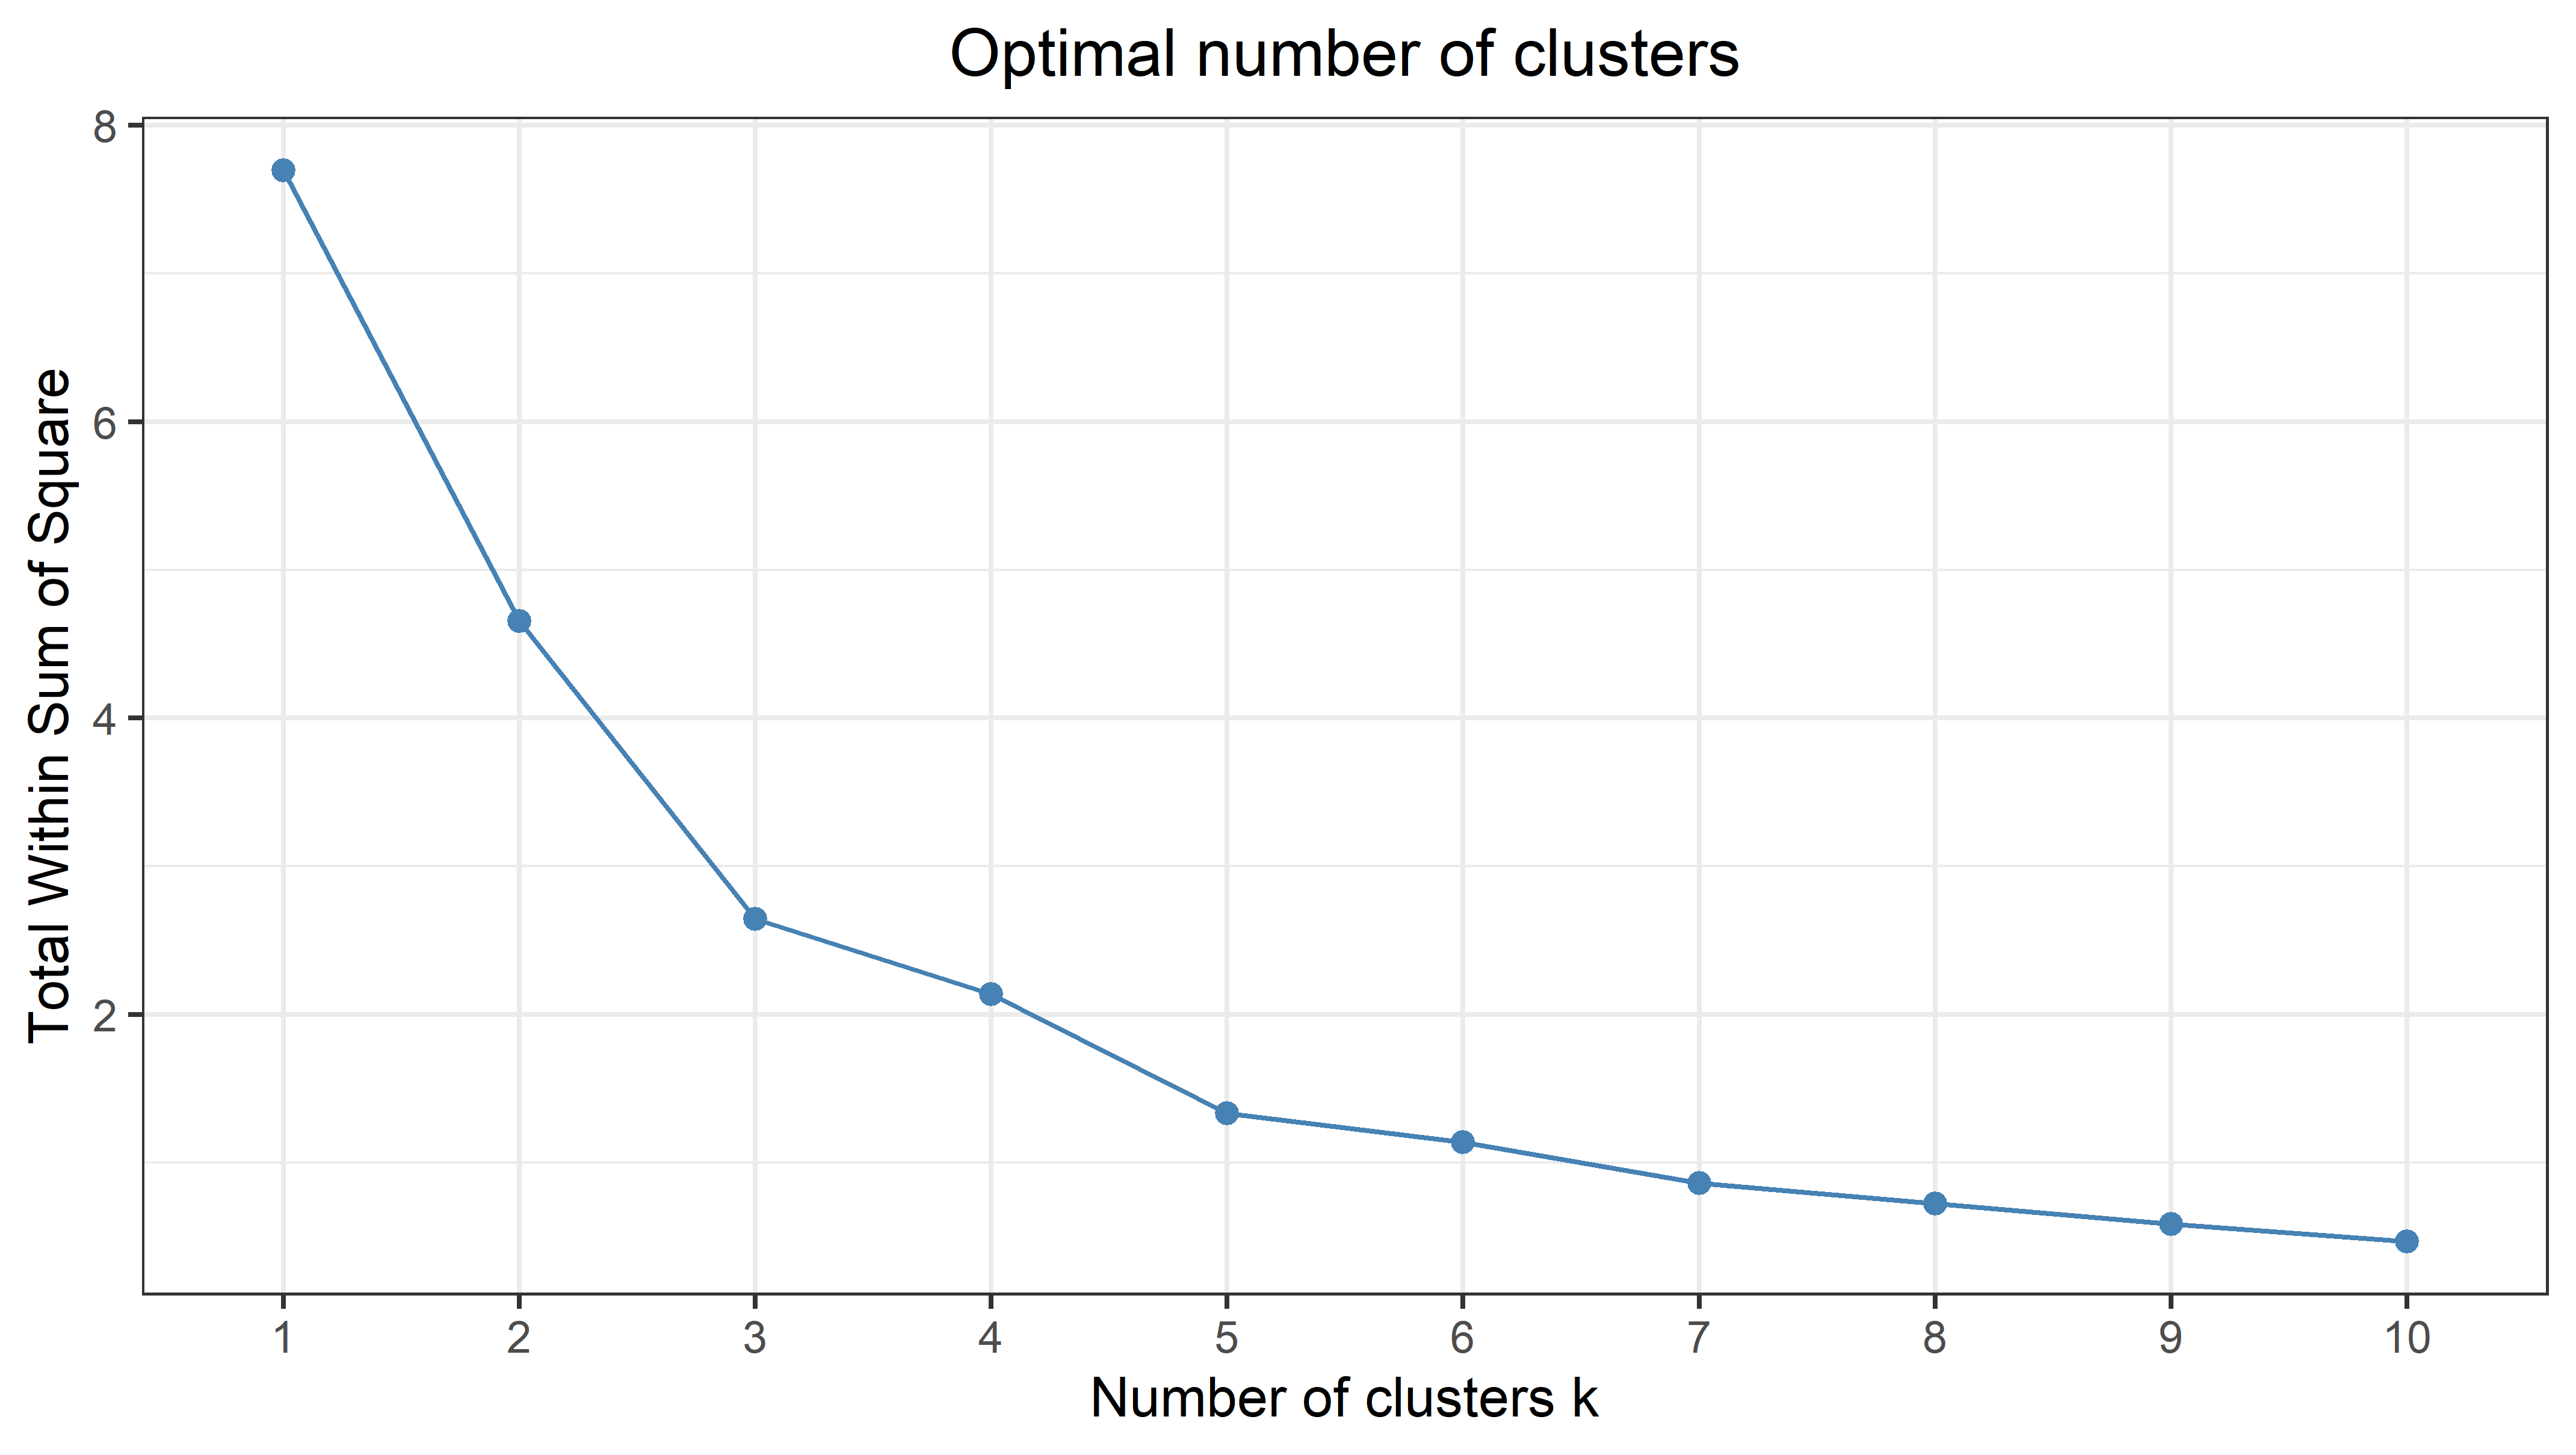 Optimal number of clusters
Total Within Sum of Square
8
6
4
2
1 2 3 4 5 6 7 8 9 10
Number of clusters k